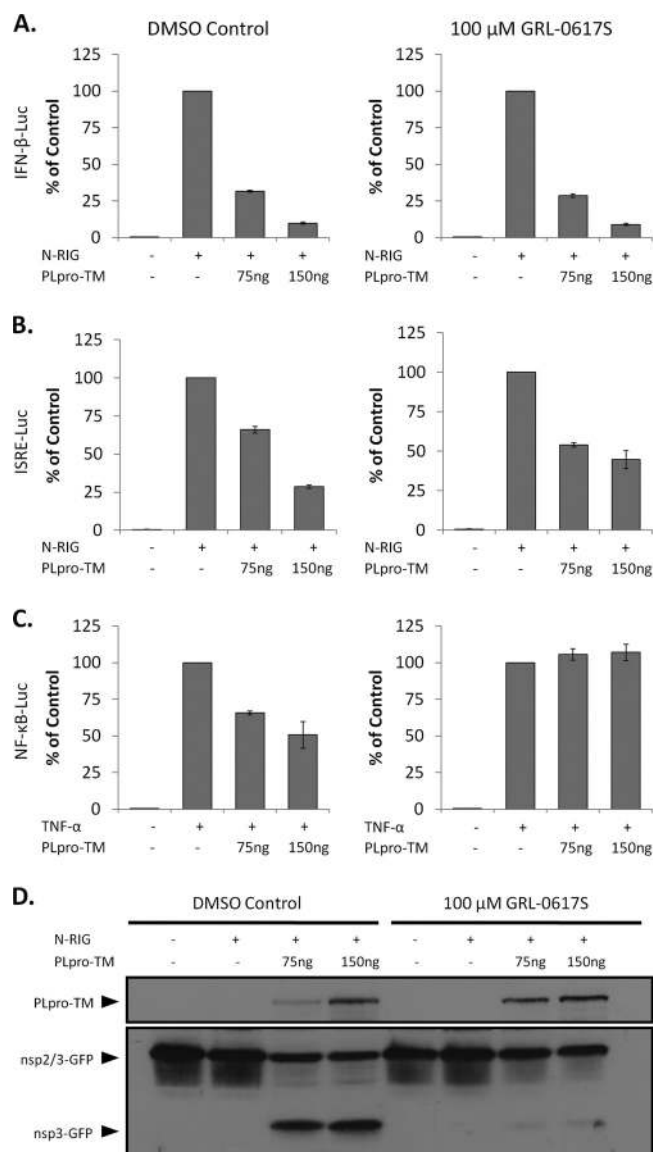 A.
DMSO Control
100 μM GRL-0617S
IFN-β-Luc
% of Control
125
100
75
50
25
0
N-RIG - + + +
PLpro-TM - - 75ng 150ng
% of Control
125
100
75
50
25
0
N-RIG - + + +
PLpro-TM - - 75ng 150ng
B.
ISRE-Luc
% of Control
125
100
75
50
25
0
N-RIG - + + +
PLpro-TM - - 75ng 150ng
% of Control
125
100
75
50
25
0
N-RIG - + + +
PLpro-TM - - 75ng 150ng
C.
NF-κB-Luc
% of Control
125
100
75
50
25
0
TNF-α - + + +
PLpro-TM - - 75ng 150ng
% of Control
125
100
75
50
25
0
TNF-α - + + +
PLpro-TM - - 75ng 150ng
D.
DMSO Control 100 μM GRL-0617S
N-RIG - + + + - + + +
PLpro-TM - - 75ng 150ng - - 75ng 150ng
PLpro-TM
nsp2/3-GFP
nsp3-GFP